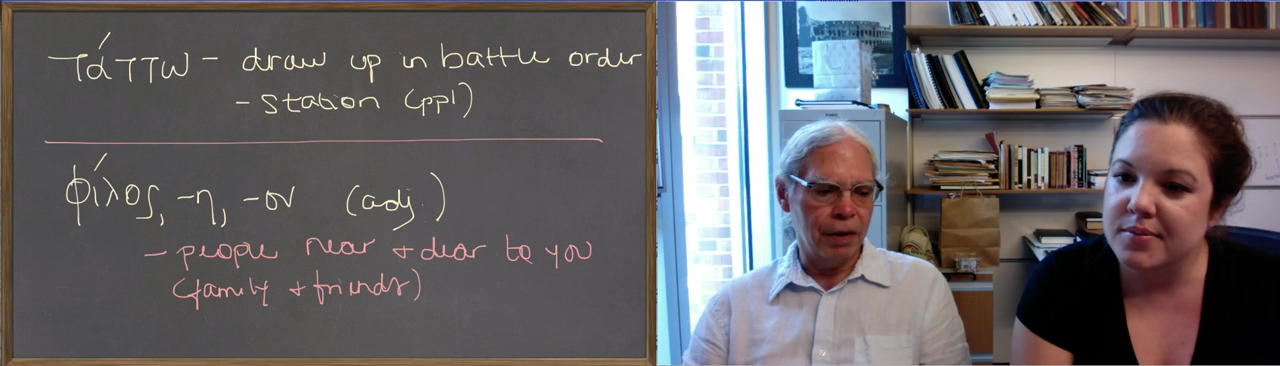 τάττω – draw up in battle order
– station (ppl)
φίλος, -η, -ον (adj.)
– people near + dear to you
(family + friends)